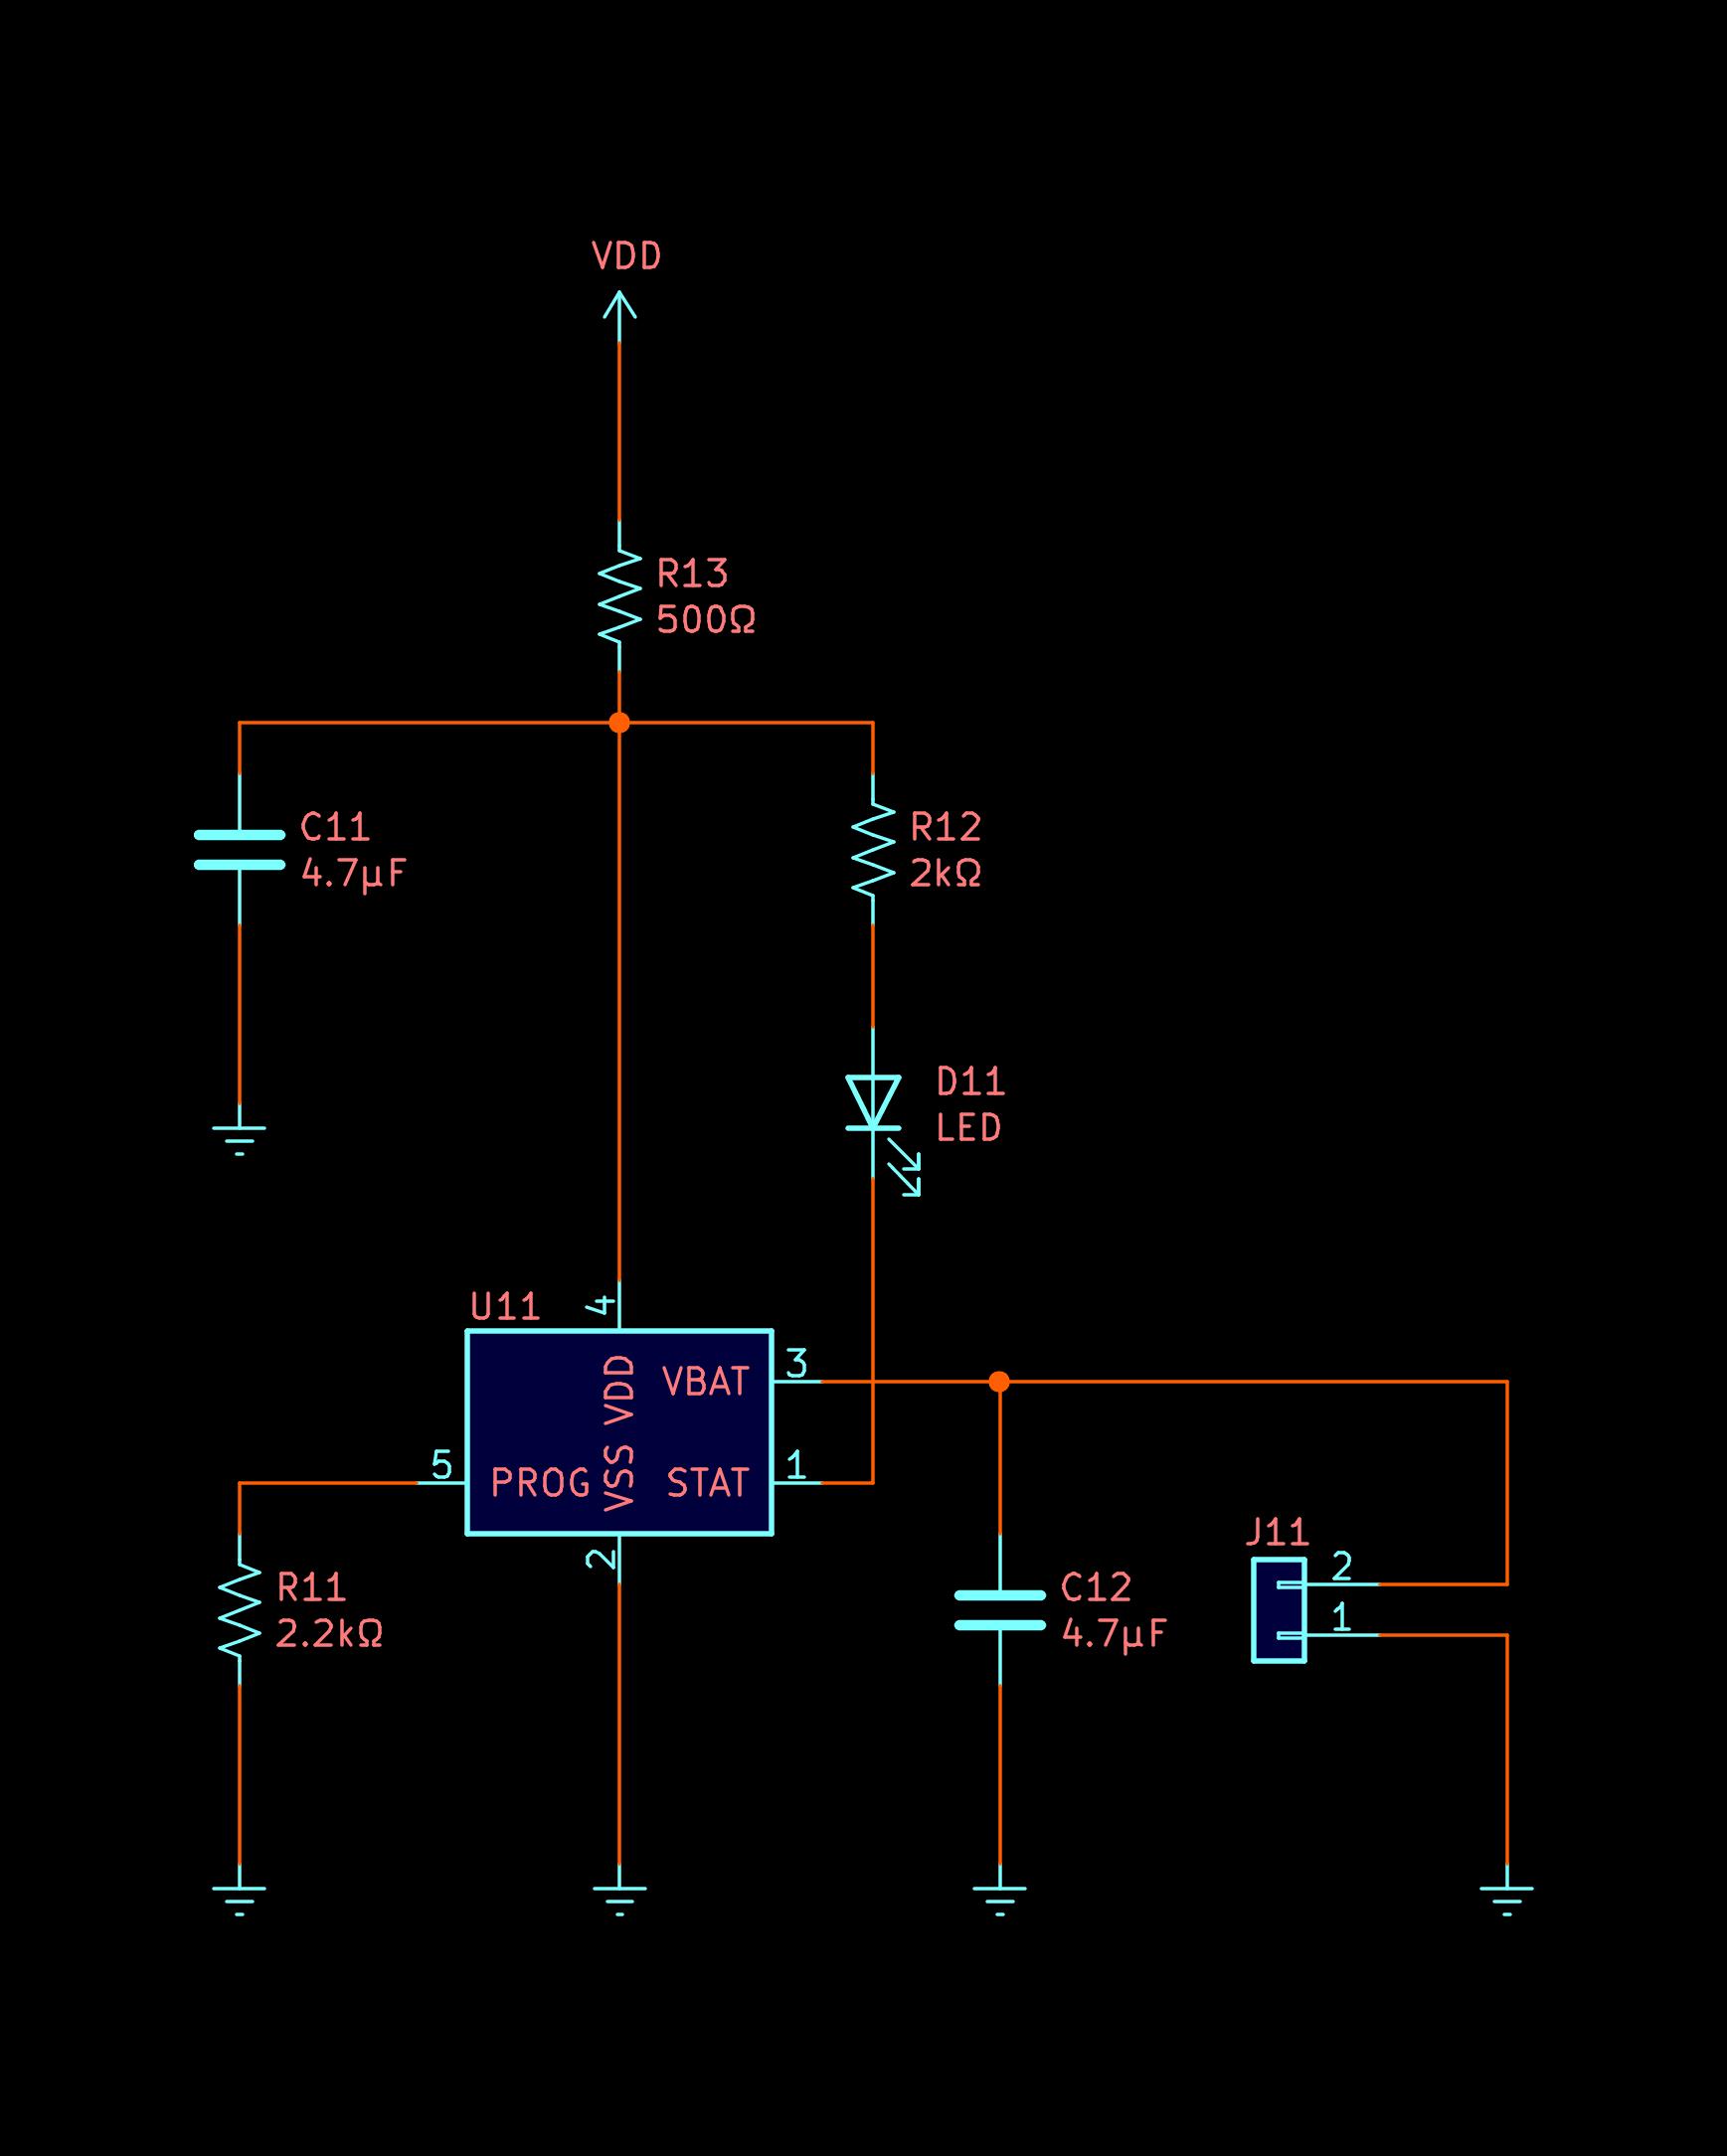 VDD
R13
500Ω
C11
4.7µF
R12
2kΩ
D11
LED
U11
4
3
VDD
VBAT
5
1
PROG
VSS
STAT
2
J11
2
1
R11
2.2kΩ
C12
4.7µF